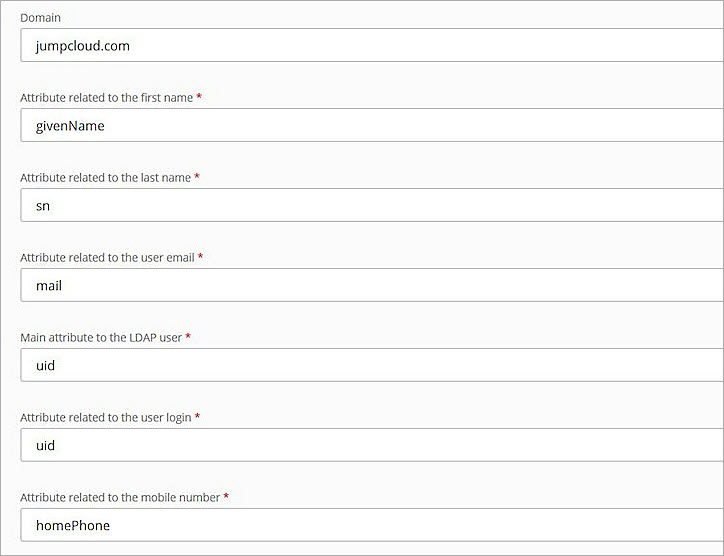 Domain
jumpcloud.com
Attribute related to the first name *
givenName
Attribute related to the last name *
sn
Attribute related to the user email *
mail
Main attribute to the LDAP user *
uid
Attribute related to the user login *
uid
Attribute related to the mobile number *
homePhone